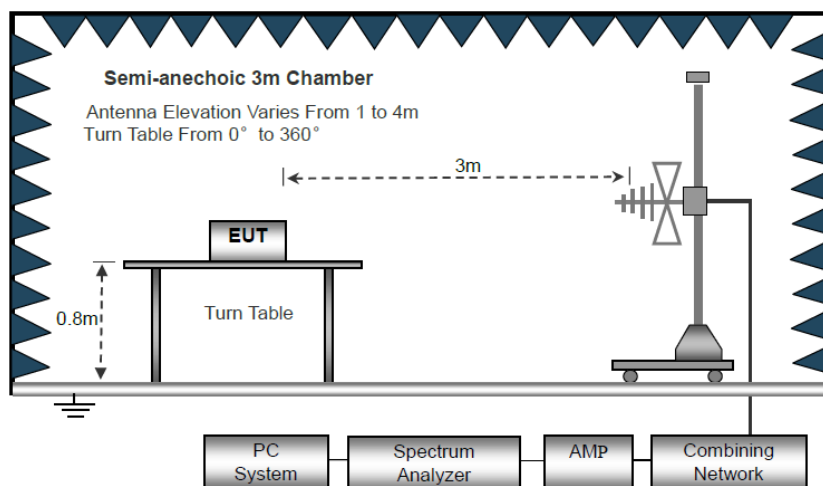 Semi-anechoic 3m Chamber
Antenna Elevation Varies From 1 to 4m
Turn Table From 0° to 360°
3m
EUT
0.8m
Turn Table
PC
System
Spectrum
Analyzer
AMP
Combining
Network